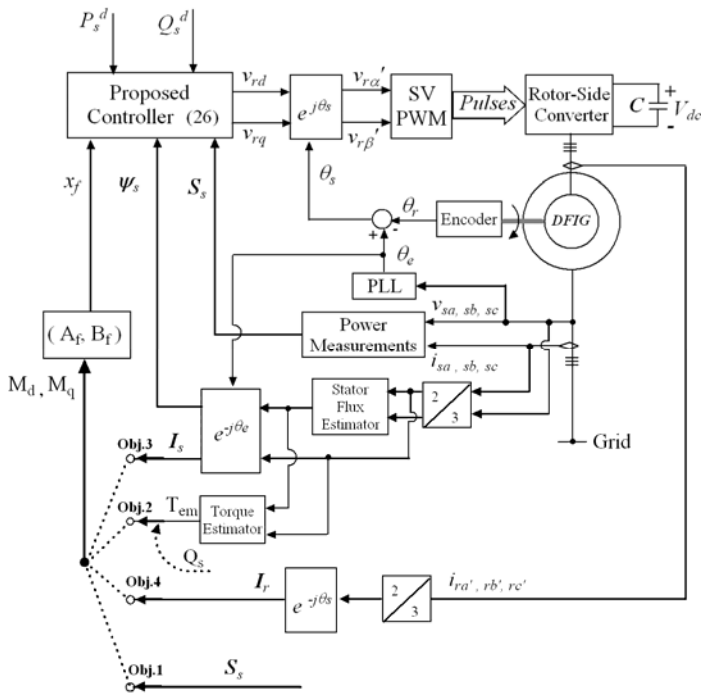 P_s^d
Q_s^d
Proposed
Controller (26)
v_rd
v_rq
e^{jθs}
v_rα'
v_rβ'
SV
PWM
Pulses
Rotor-Side
Converter
C
+
-
V_dc
x_f
ψ_s
S_s
θ_s
+
-
θ_r
Encoder
DFIG
θ_e
PLL
v_sa, sb, sc
Power
Measurements
i_sa, sb, sc
(A_f, B_f)
M_d, M_q
e^{-jθe}
Stator
Flux
Estimator
2
3
Grid
Obj.3
I_s
Obj.2
T_em
Torque
Estimator
Q_s
Obj.4
I_r
e^{-jθs}
2
3
i_ra', rb', rc'
Obj.1
S_s